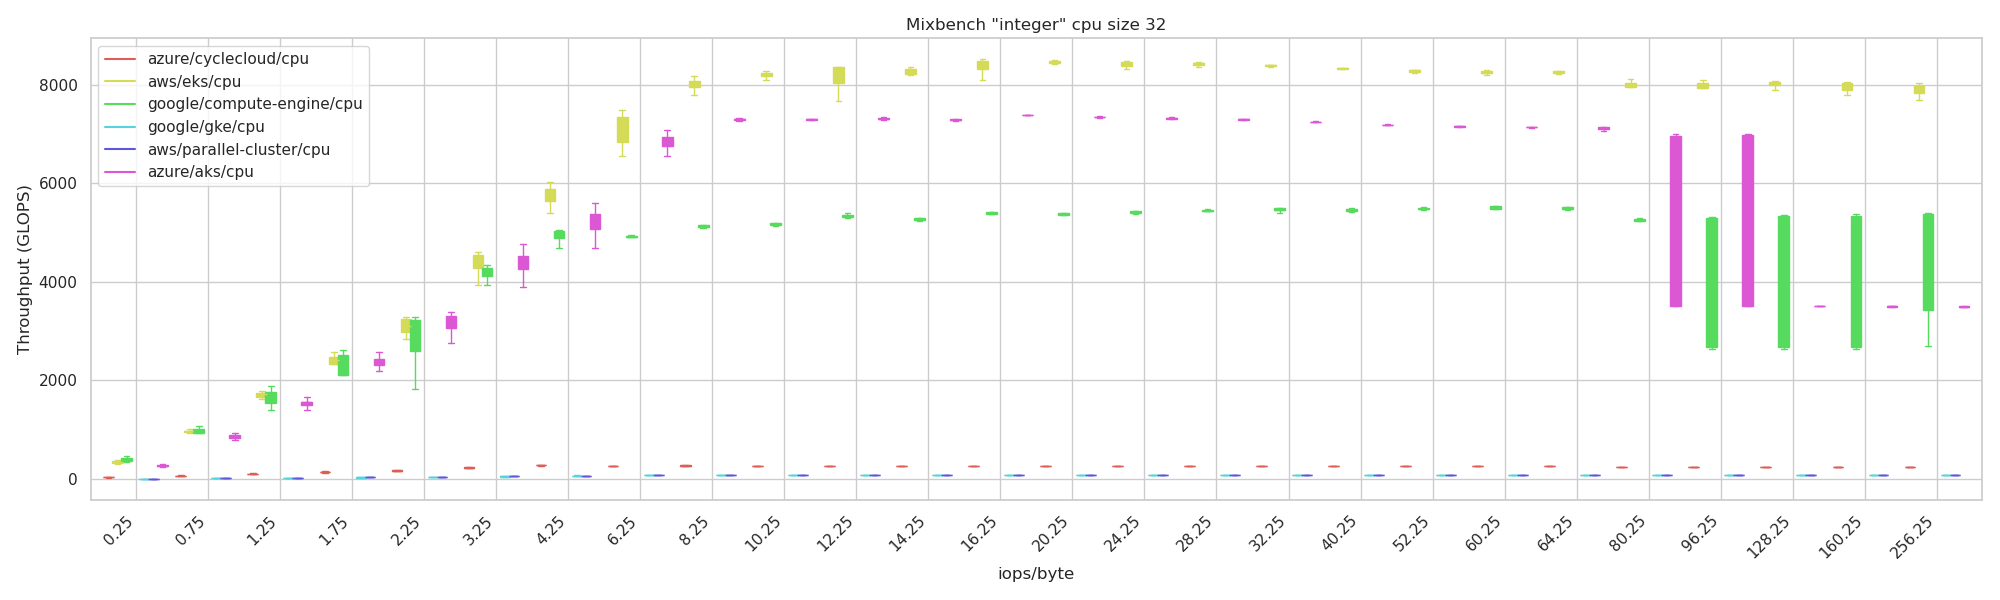 Mixbench "integer" cpu size 32
azure/cyclecloud/cpu
aws/eks/cpu
google/compute-engine/cpu
google/gke/cpu
aws/parallel-cluster/cpu
azure/aks/cpu
Throughput (GLOPS)
8000
6000
4000
2000
0
0.25 0.75 1.25 1.75 2.25 3.25 4.25 6.25 8.25 10.25 12.25 14.25 16.25 20.25 24.25 28.25 32.25 40.25 52.25 60.25 64.25 80.25 96.25 128.25 160.25 256.25
iops/byte